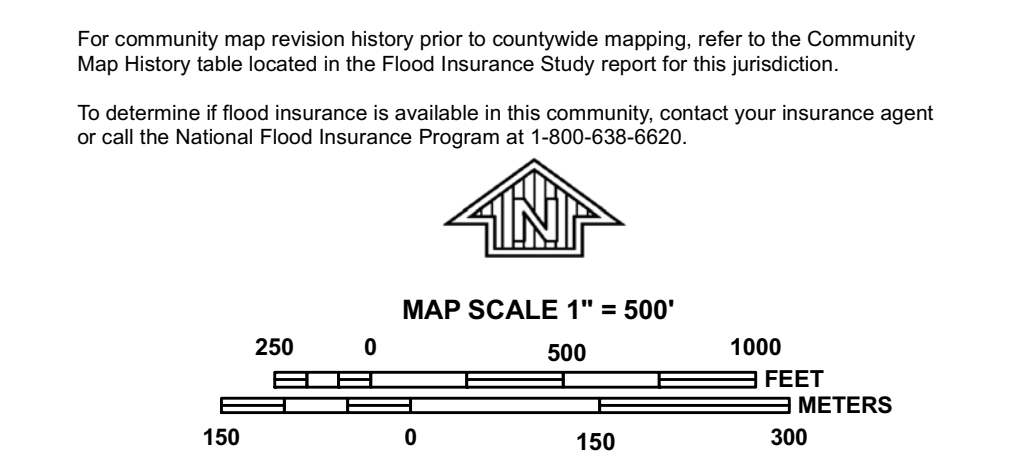 For community map revision history prior to countywide mapping, refer to the Community
Map History table located in the Flood Insurance Study report for this jurisdiction.
To determine if flood insurance is available in this community, contact your insurance agent
or call the National Flood Insurance Program at 1-800-638-6620.
N
MAP SCALE 1" = 500'
250 0 500 1000
FEET
METERS
150 0 150 300